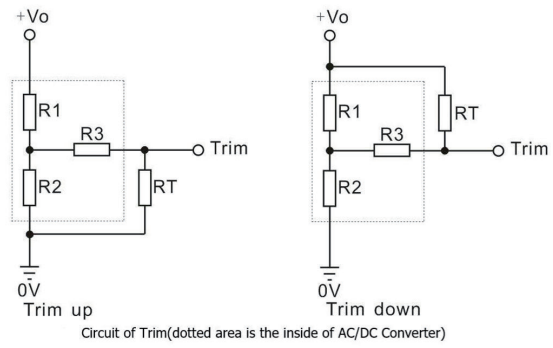 +Vo
R1
R3
Trim
R2
RT
0V
Trim up
+Vo
R1
RT
R3
Trim
R2
0V
Trim down
Circuit of Trim(dotted area is the inside of AC/DC Converter)